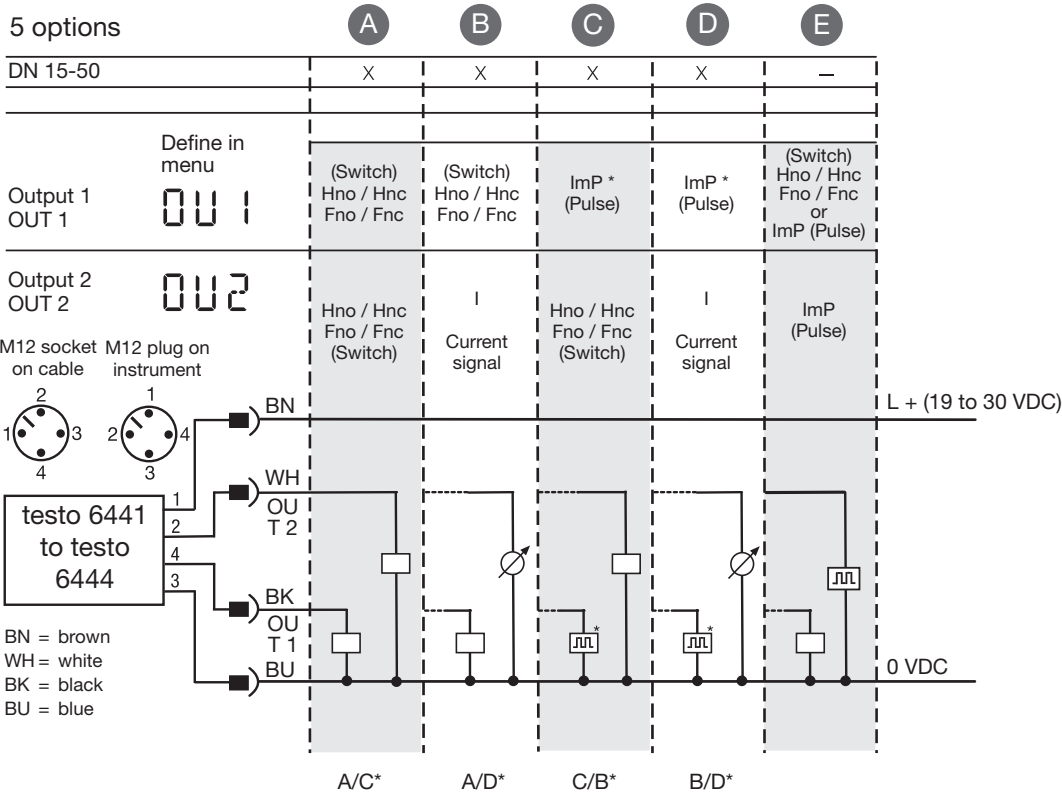 5 options
A B C D E
DN 15-50 X X X X –
Define in
menu
Output 1
OUT 1
OU1
(Switch)
Hno / Hnc
Fno / Fnc
(Switch)
Hno / Hnc
Fno / Fnc
ImP *
(Pulse)
ImP *
(Pulse)
(Switch)
Hno / Hnc
Fno / Fnc
or
ImP (Pulse)
Output 2
OUT 2
OU2
Hno / Hnc
Fno / Fnc
(Switch)
I
Current
signal
Hno / Hnc
Fno / Fnc
(Switch)
I
Current
signal
ImP
(Pulse)
M12 socket
on cable
2
1 3
4
M12 plug on
instrument
1
2 4
3
BN
L + (19 to 30 VDC)
WH
OU
T 2
testo 6441
to testo
6444
1
2
4
3
BK
OU
T 1
BU
0 VDC
*
*
BN = brown
WH = white
BK = black
BU = blue
A/C* A/D* C/B* B/D*